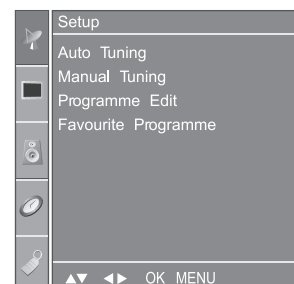 Setup
Auto Tuning
Manual Tuning
Programme Edit
Favourite Programme
▲▼ ◀▶ OK MENU